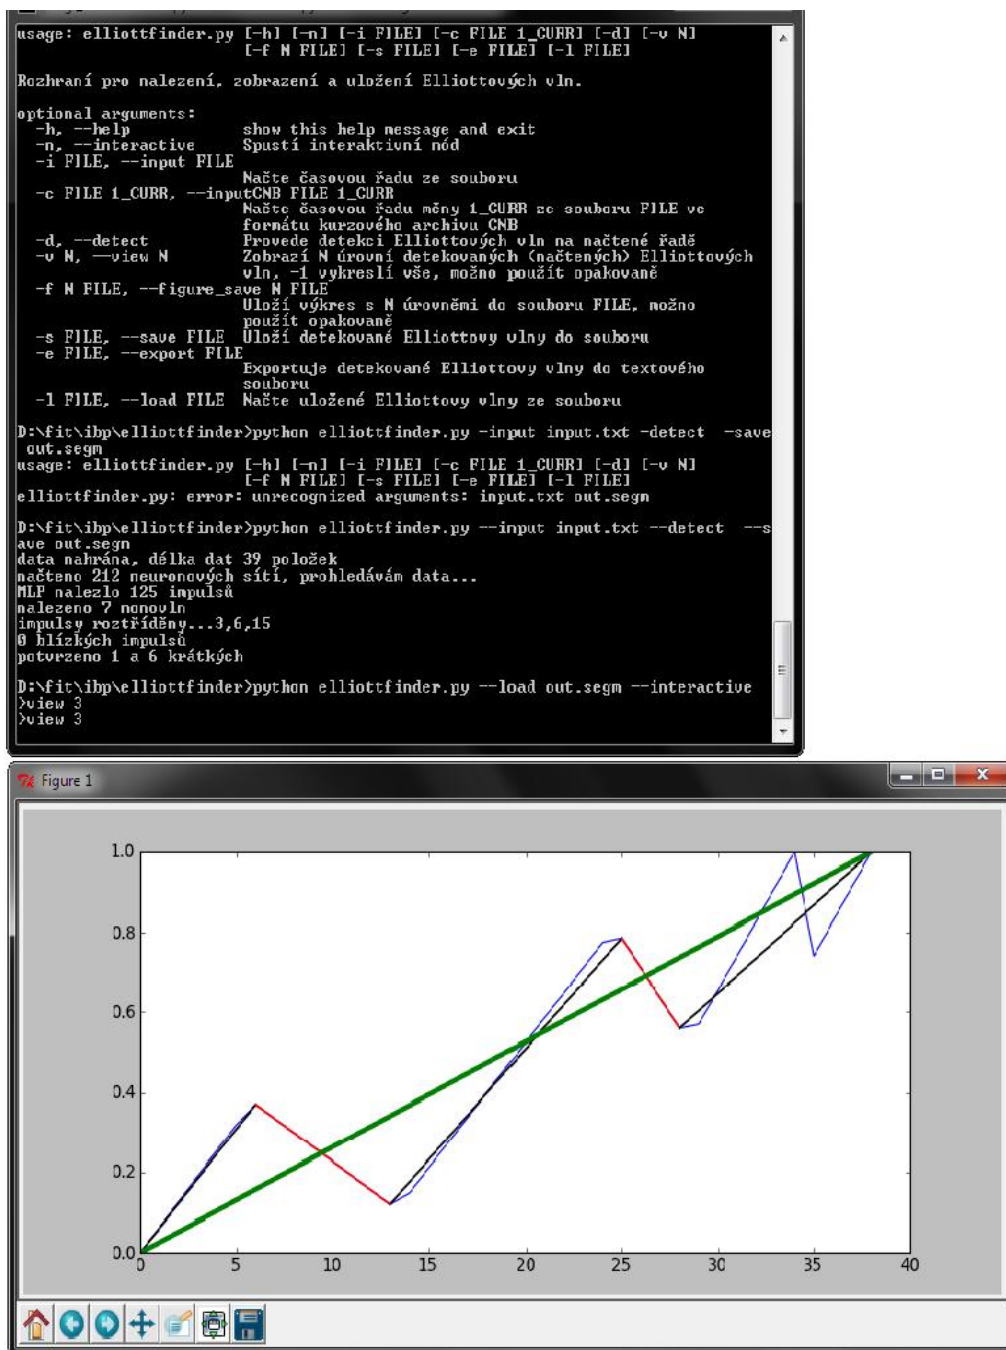 usage: elliottfinder.py [-h] [-n] [-i FILE] [-c FILE 1_CURR] [-d] [-v N]
[-f N FILE] [-s FILE] [-e FILE] [-l FILE]
Rozhraní pro nalezení, zobrazení a uložení Elliottových vln.
optional arguments:
-h, --help show this help message and exit
-n, --interactive Spustí interaktivní mód
-i FILE, --input FILE
Načte časovou řadu ze souboru
-c FILE 1_CURR, --inputCNB FILE 1_CURR
Načte časovou řadu měny 1_CURR ze souboru FILE ve
formátu kurzového archivu CNB
-d, --detect Provede detekci Elliottových vln na načtené řadě
-v N, --view N Zobrazí N úrovní detekovaných (načtených) Elliottových
vln, -1 vykreslí vše, možno použít opakovaně
-f N FILE, --figure_save N FILE
Uloží výkres s N úrovněmi do souboru FILE, možno
použít opakovaně
-s FILE, --save FILE Uloží detekované Elliottovy vlny do souboru
-e FILE, --export FILE
Exportuje detekované Elliottovy vlny do textového
souboru
-l FILE, --load FILE Načte uložené Elliottovy vlny ze souboru
D:\fit\ibp\elliottfinder>python elliottfinder.py -input input.txt -detect -save
out.segm
usage: elliottfinder.py [-h] [-n] [-i FILE] [-c FILE 1_CURR] [-d] [-v N]
[-f N FILE] [-s FILE] [-e FILE] [-l FILE]
elliottfinder.py: error: unrecognized arguments: input.txt out.segm
D:\fit\ibp\elliottfinder>python elliottfinder.py --input input.txt --detect --s
ave out.segm
data nahrána, délka dat 39 položek
načteno 212 neuronových sítí, prohledávám data...
MLP nalezlo 125 impulsů
nalezeno 7 monovln
impulsy roztříděny...3,6,15
0 blízkých impulsů
potvrzeno 1 a 6 krátkých
D:\fit\ibp\elliottfinder>python elliottfinder.py --load out.segm --interactive
>view 3
>view 3
Figure 1
1.0
0.8
0.6
0.4
0.2
0.0
0 5 10 15 20 25 30 35 40